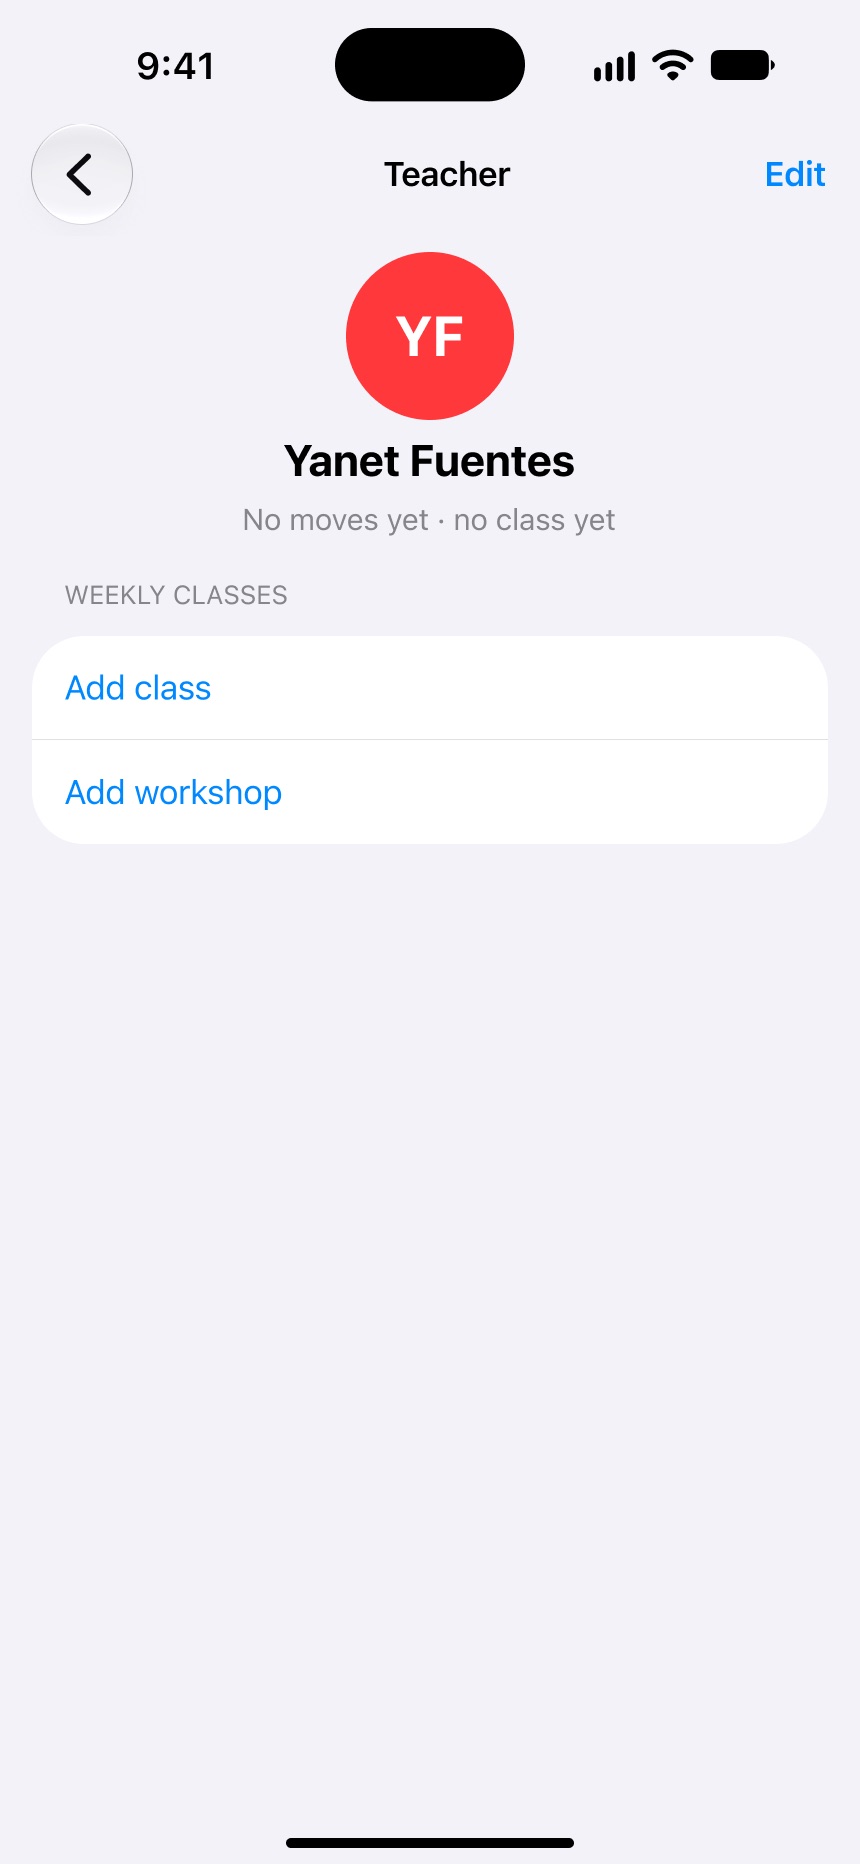 9:41
Teacher
Edit
YF
Yanet Fuentes
No moves yet · no class yet
WEEKLY CLASSES
Add class
Add workshop